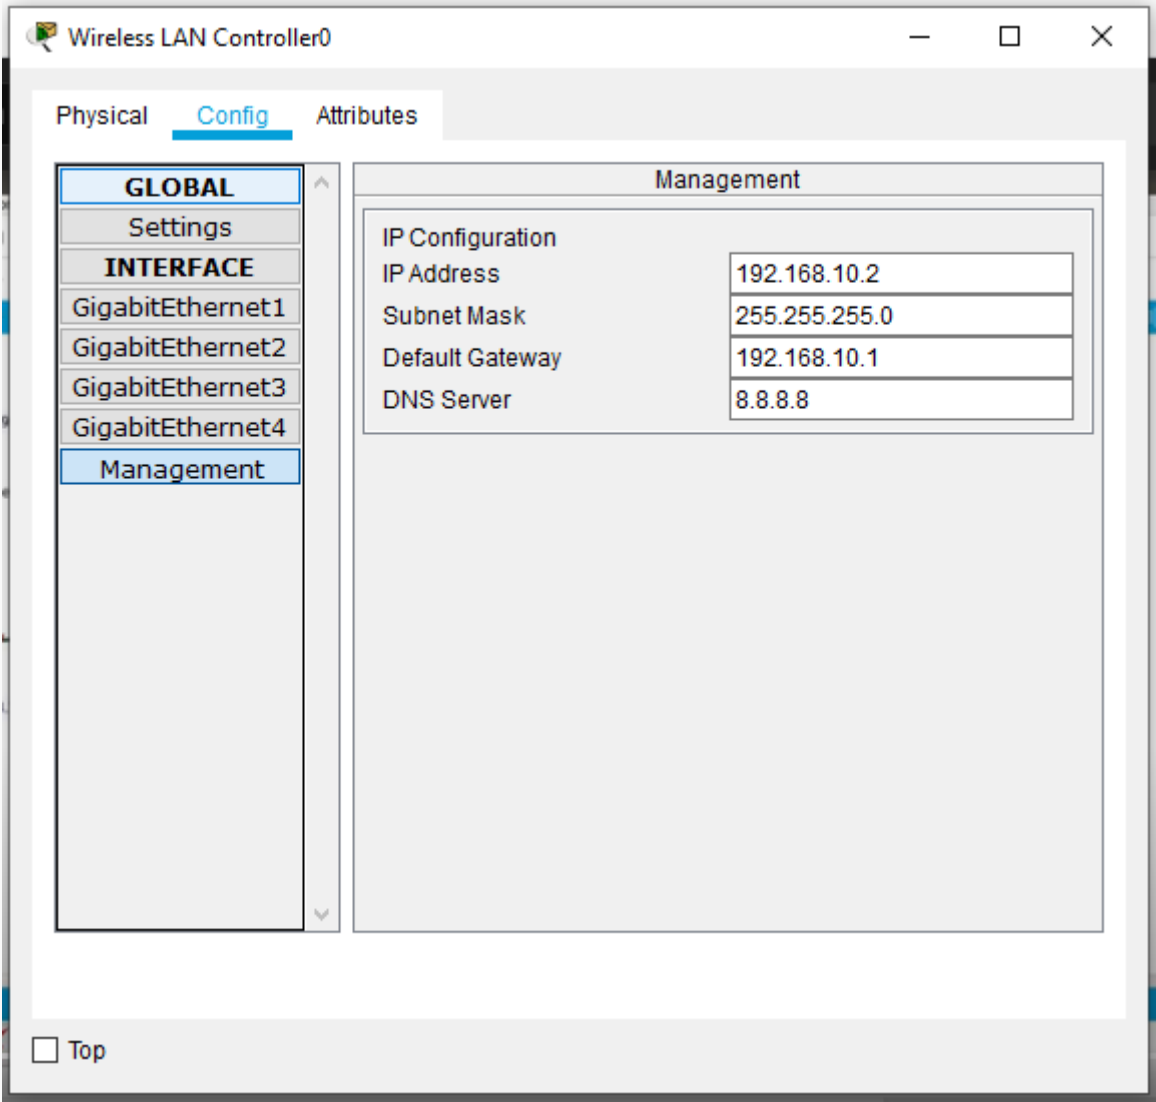 Wireless LAN Controller0
Physical Config Attributes
GLOBAL
Settings
INTERFACE
GigabitEthernet1
GigabitEthernet2
GigabitEthernet3
GigabitEthernet4
Management
Management
IP Configuration
IP Address 192.168.10.2
Subnet Mask 255.255.255.0
Default Gateway 192.168.10.1
DNS Server 8.8.8.8
Top